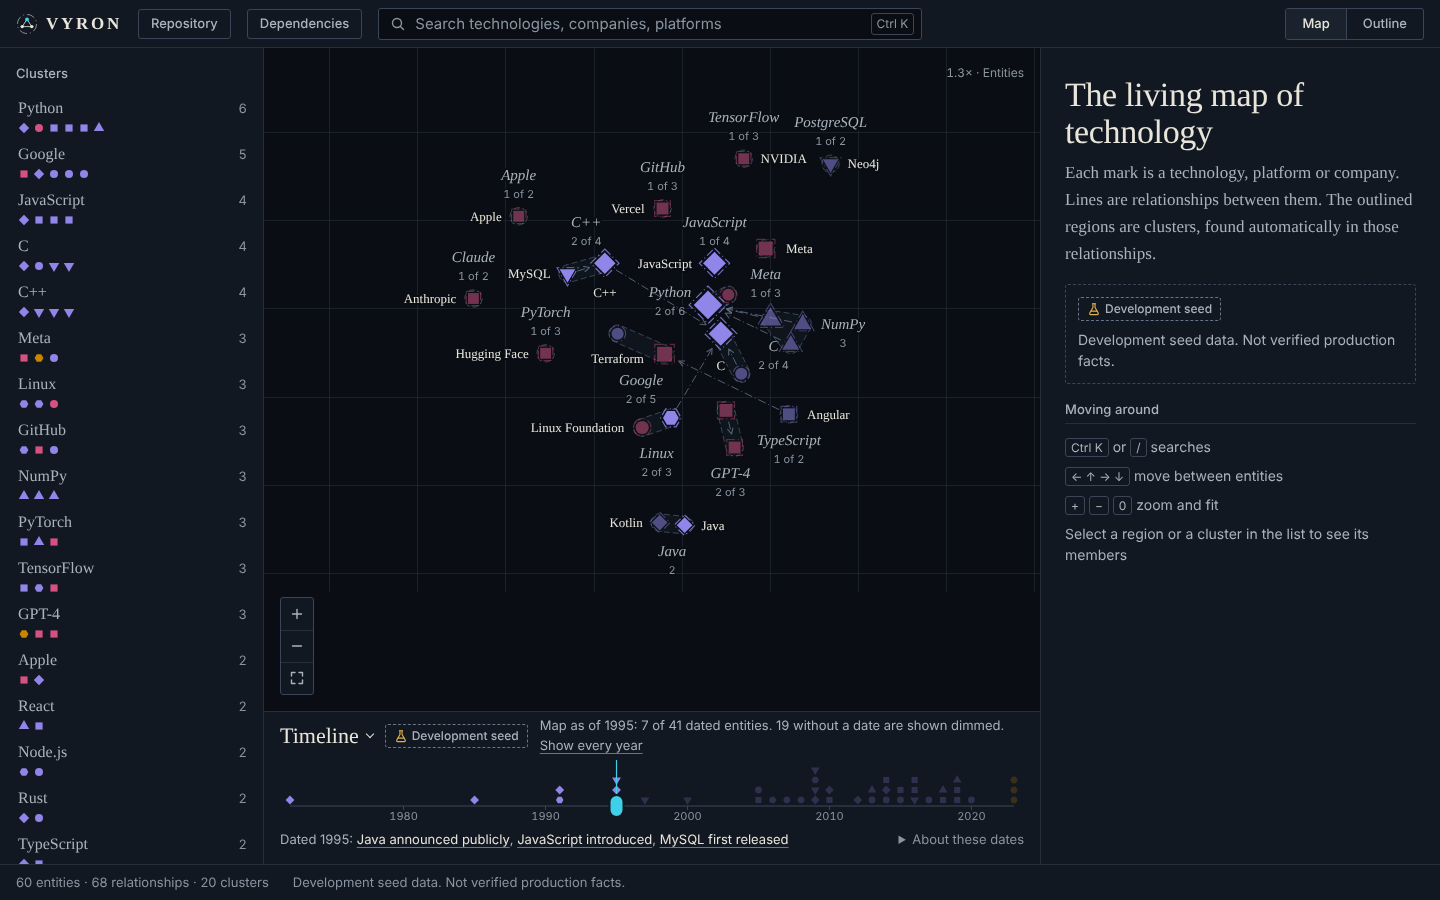 VYRON
Repository
Dependencies
Search technologies, companies, platforms
Ctrl K
Map
Outline
Clusters
Python 6
Google 5
JavaScript 4
C 4
C++ 4
Meta 3
Linux 3
GitHub 3
NumPy 3
PyTorch 3
TensorFlow 3
GPT-4 3
Apple 2
React 2
Node.js 2
Rust 2
TypeScript 2
1.3× · Entities
TensorFlow
1 of 3
NVIDIA
PostgreSQL
1 of 2
Neo4j
GitHub
1 of 3
Vercel
Apple
1 of 2
Apple
C++
2 of 4
JavaScript
1 of 4
JavaScript
Meta
Meta
1 of 3
Claude
1 of 2
MySQL
C++
Anthropic
Python
2 of 6
PyTorch
1 of 3
NumPy
3
Hugging Face
Terraform
C
C
2 of 4
Google
2 of 5
Angular
Linux Foundation
TypeScript
1 of 2
Linux
2 of 3
GPT-4
2 of 3
Kotlin
Java
Java
2
+
−
Timeline
Development seed
Map as of 1995: 7 of 41 dated entities. 19 without a date are shown dimmed.
Show every year
1980
1990
2000
2010
2020
Dated 1995: Java announced publicly, JavaScript introduced, MySQL first released
About these dates
The living map of
technology
Each mark is a technology, platform or company.
Lines are relationships between them. The outlined
regions are clusters, found automatically in those
relationships.
Development seed
Development seed data. Not verified production
facts.
Moving around
Ctrl K or / searches
← ↑ → ↓ move between entities
+ − 0 zoom and fit
Select a region or a cluster in the list to see its
members
60 entities · 68 relationships · 20 clusters
Development seed data. Not verified production facts.